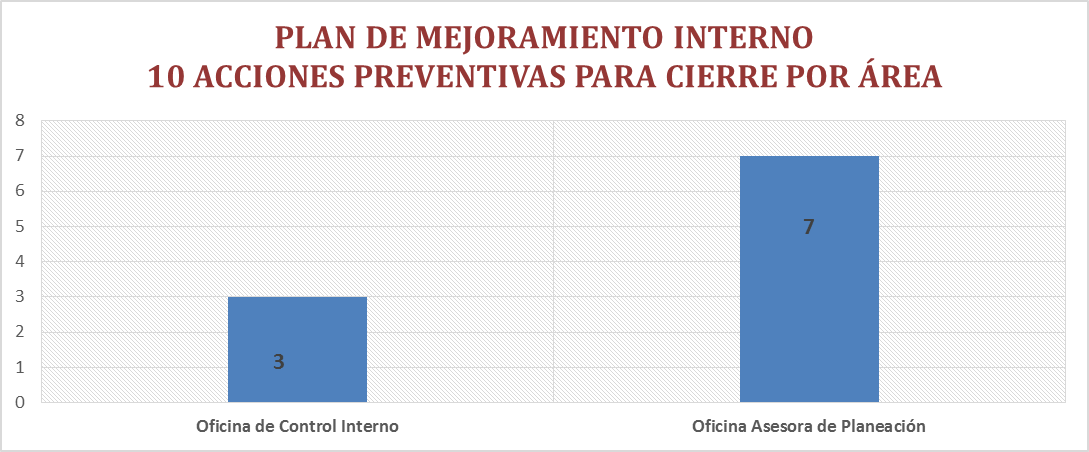 PLAN DE MEJORAMIENTO INTERNO
10 ACCIONES PREVENTIVAS PARA CIERRE POR ÁREA
8
7
6
5
4
3
2
1
0
3
7
Oficina de Control Interno
Oficina Asesora de Planeación